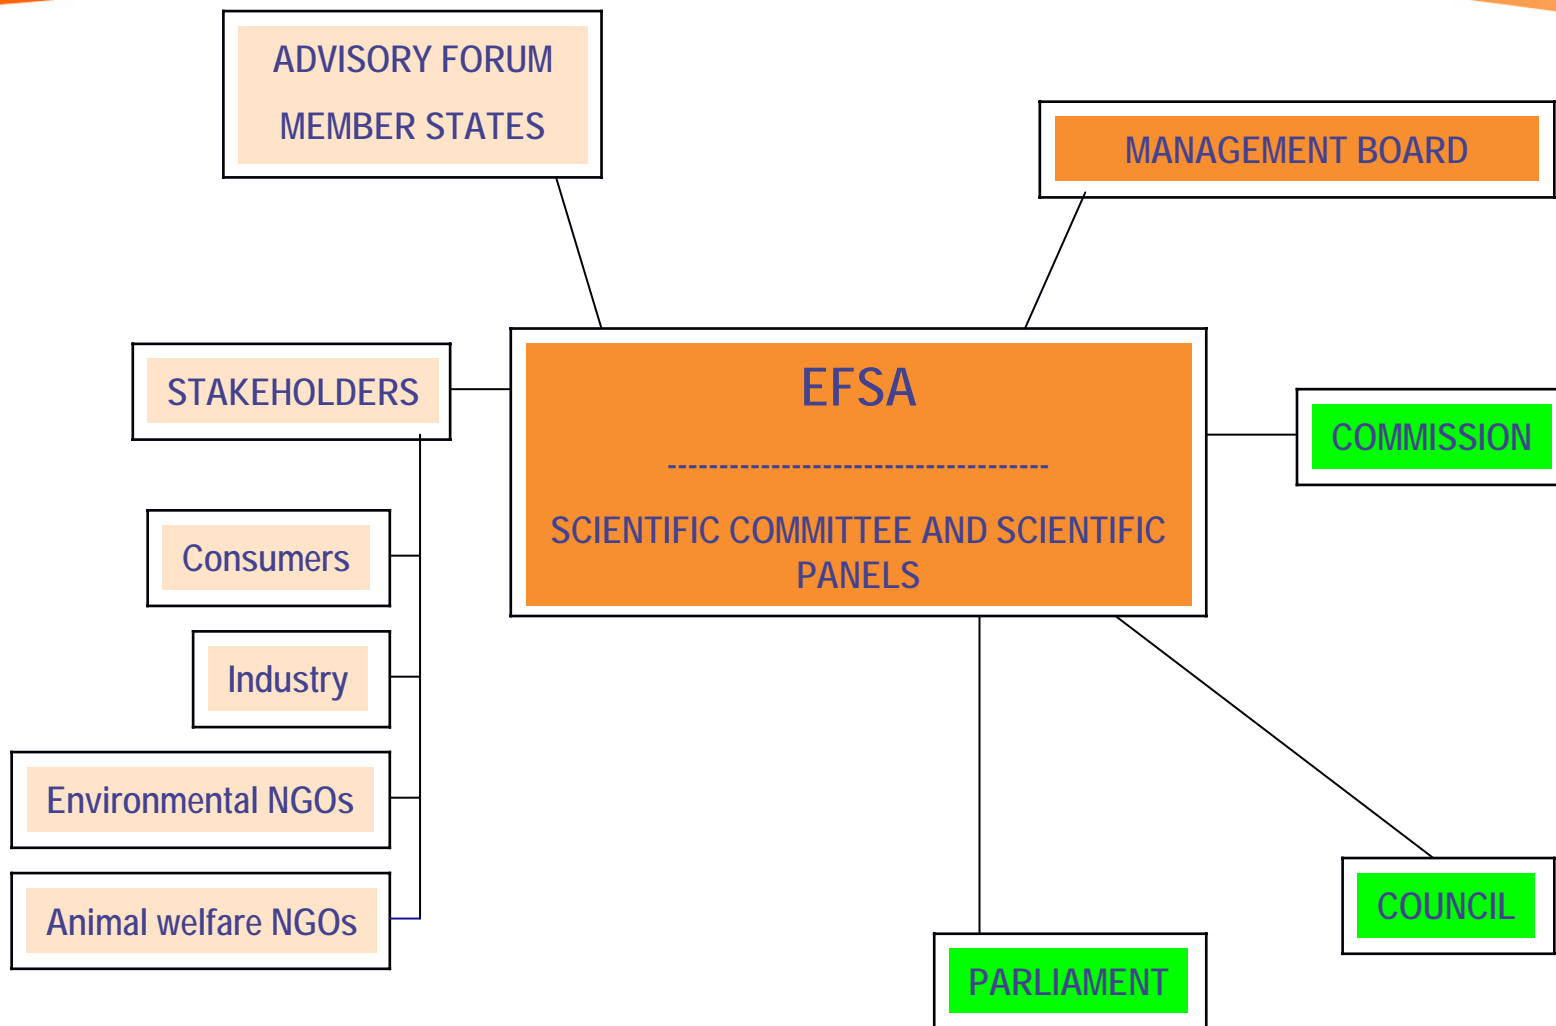 ADVISORY FORUM
MEMBER STATES
MANAGEMENT BOARD
STAKEHOLDERS
EFSA
-------------------------------------
SCIENTIFIC COMMITTEE AND SCIENTIFIC
PANELS
COMMISSION
Consumers
Industry
Environmental NGOs
Animal welfare NGOs
COUNCIL
PARLIAMENT